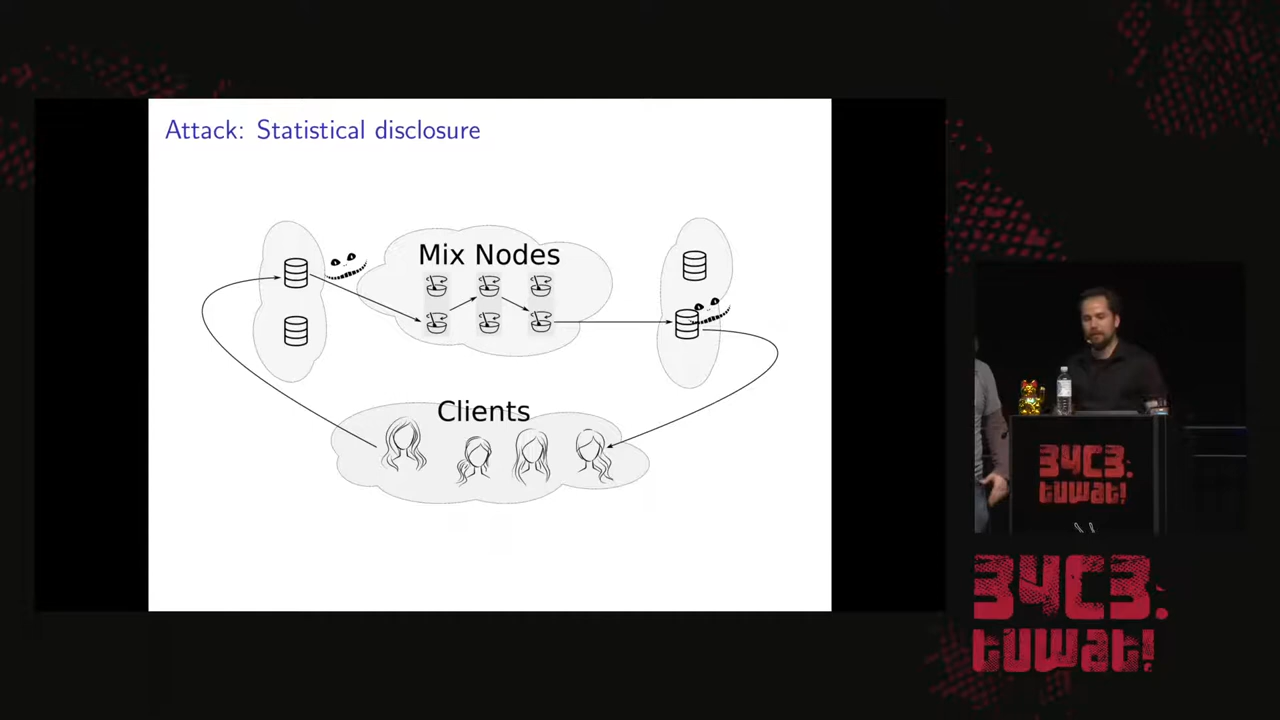 Attack: Statistical disclosure
Mix Nodes
Clients
34C3.
tuwat!
34C3.
tuwat!